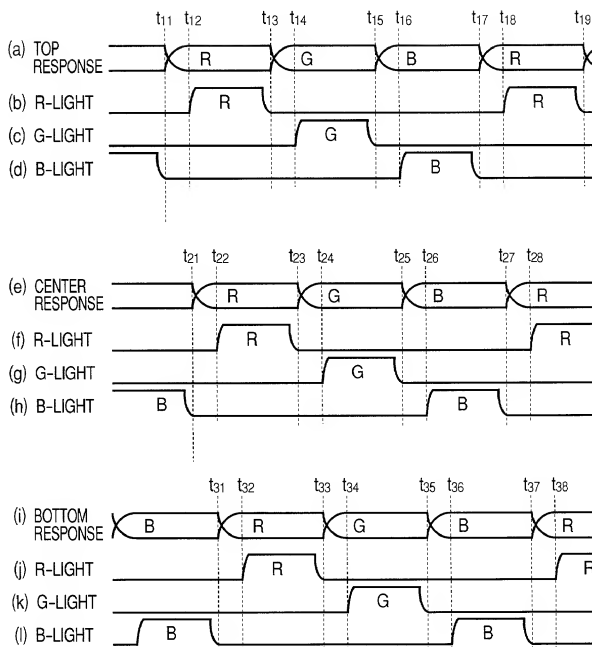 t11 t12 t13 t14 t15 t16 t17 t18 t19
(a) TOP RESPONSE R G B R
(b) R-LIGHT R R
(c) G-LIGHT G
(d) B-LIGHT B
t21 t22 t23 t24 t25 t26 t27 t28
(e) CENTER RESPONSE R G B R
(f) R-LIGHT R R
(g) G-LIGHT G
(h) B-LIGHT B B
t31 t32 t33 t34 t35 t36 t37 t38
(i) BOTTOM RESPONSE B R G B R
(j) R-LIGHT R R
(k) G-LIGHT G
(l) B-LIGHT B B